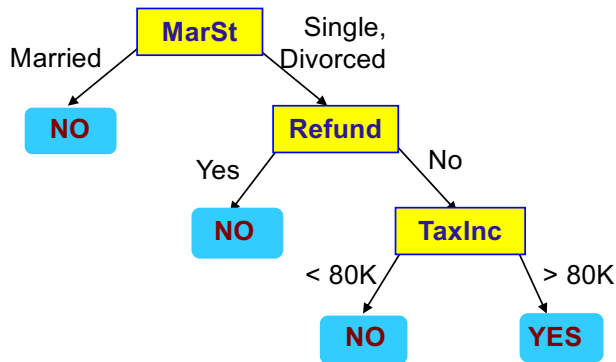 MarSt
Single,
Married
Divorced
NO
Refund
Yes
No
NO
TaxInc
< 80K
> 80K
NO
YES